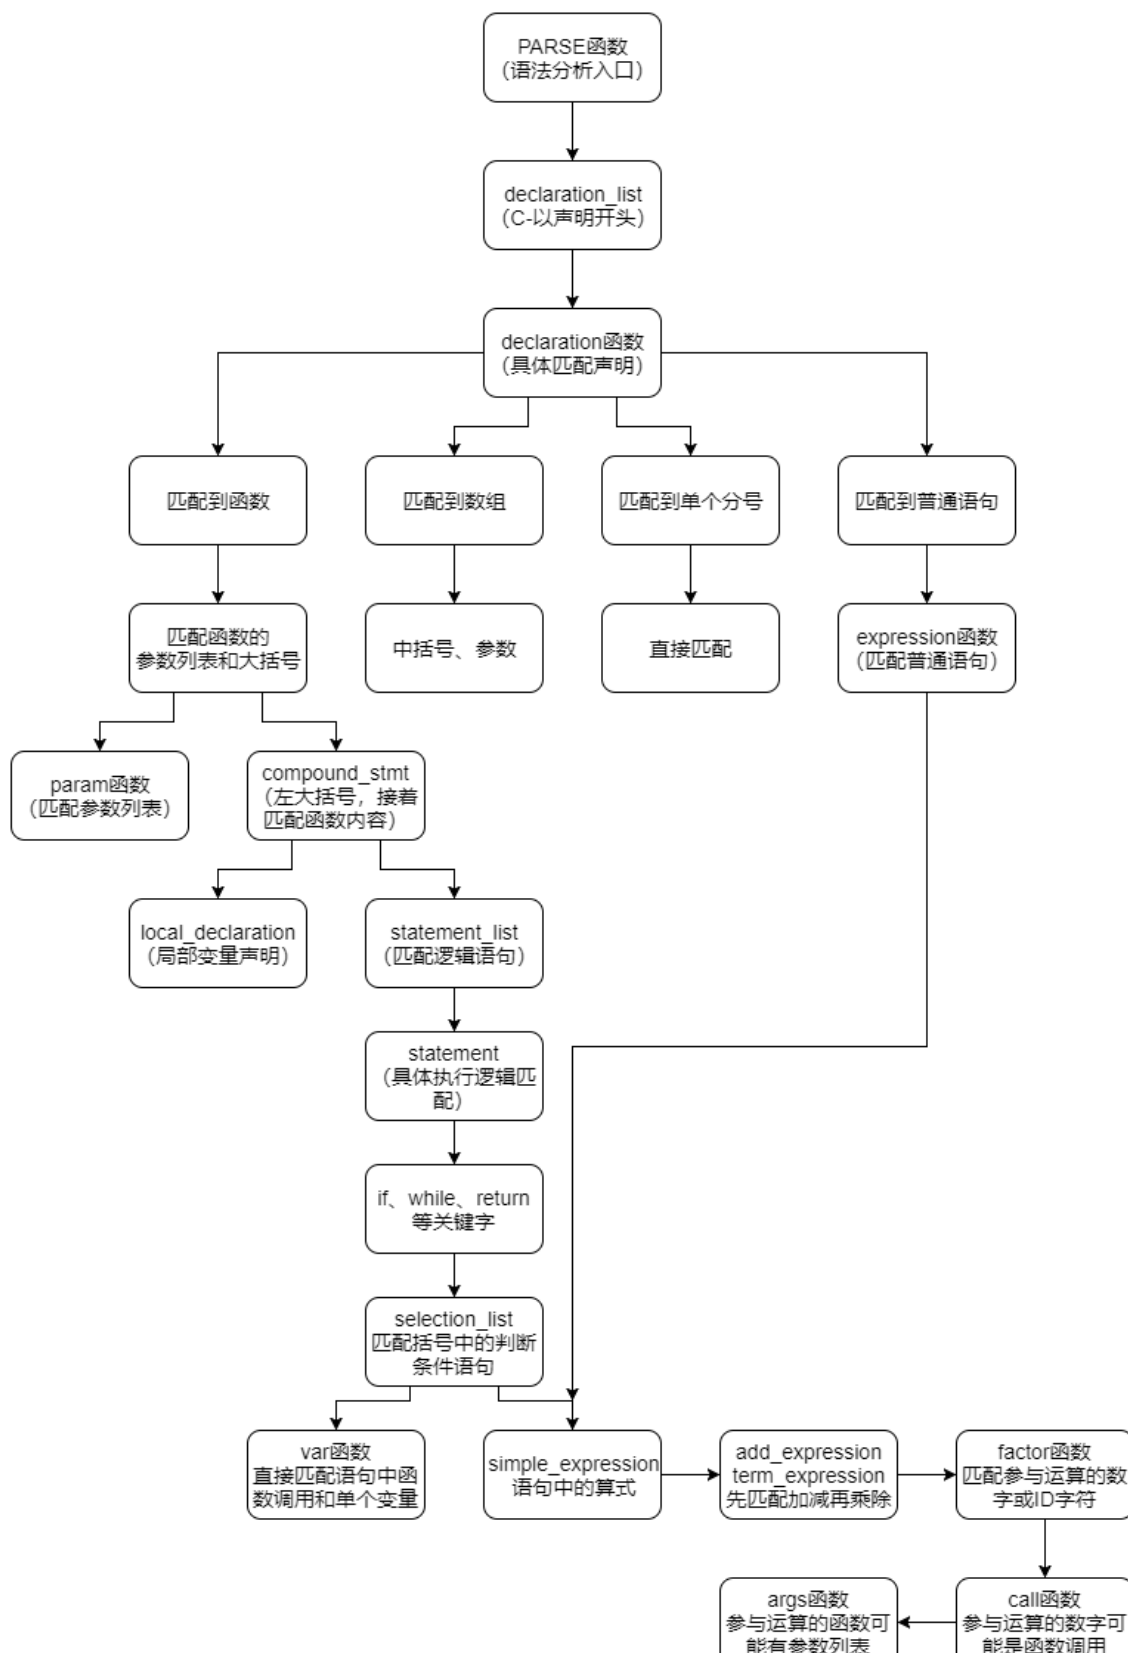 PARSE函数
（语法分析入口）
declaration_list
（C-以声明开头）
declaration函数
（具体匹配声明）
匹配到函数
匹配到数组
匹配到单个分号
匹配到普通语句
匹配函数的
参数列表和大括号
中括号、参数
直接匹配
expression函数
（匹配普通语句）
param函数
（匹配参数列表）
compound_stmt
（左大括号，接着
匹配函数内容）
local_declaration
（局部变量声明）
statement_list
（匹配逻辑语句）
statement
（具体执行逻辑匹
配）
if、while、return
等关键字
selection_list
匹配括号中的判断
条件语句
var函数
直接匹配语句中函
数调用和单个变量
simple_expression
语句中的算式
add_expression
term_expression
先匹配加减再乘除
factor函数
匹配参与运算的数
字或ID字符
args函数
参与运算的函数可
能有参数列表
call函数
参与运算的数字可
能是函数调用